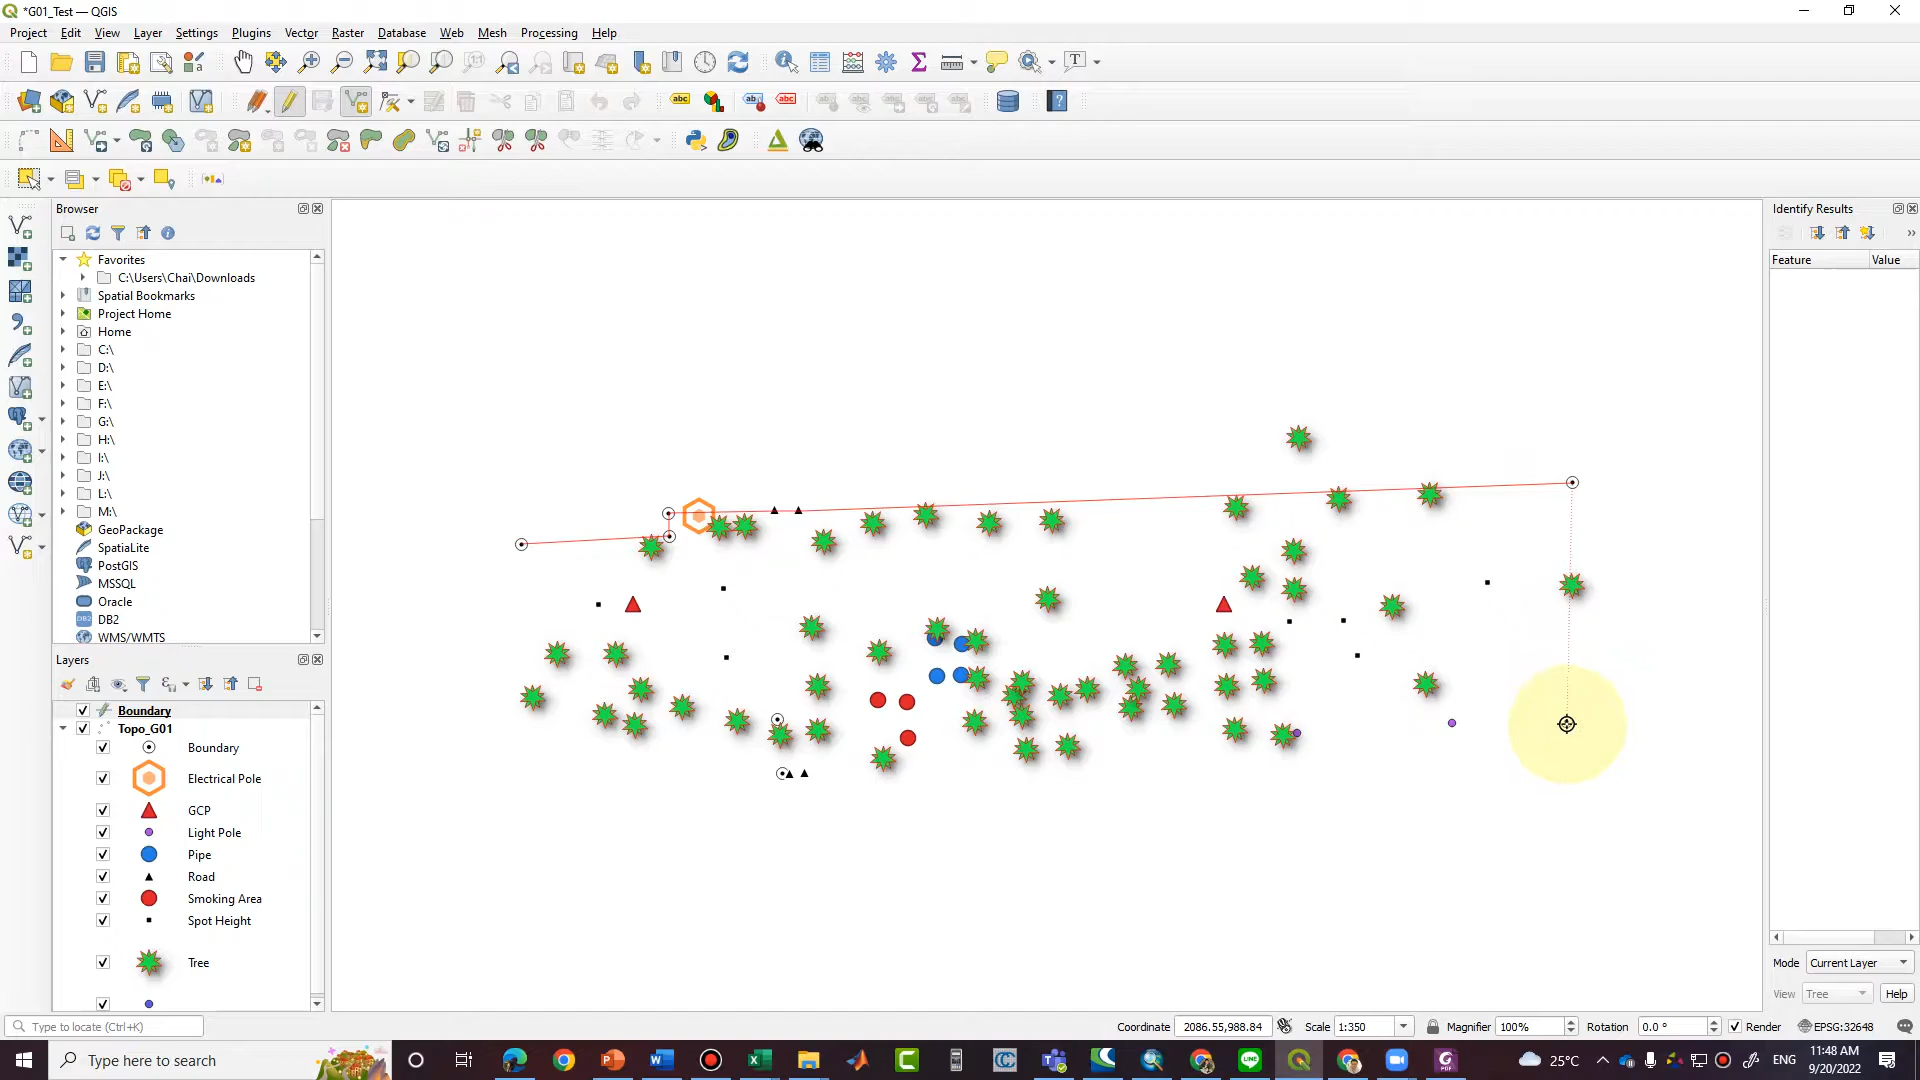 *G01_Test — QGIS
Project Edit View Layer Settings Plugins Vector Raster Database Web Mesh Processing Help
Browser
Favorites
C:\Users\Chai\Downloads
Spatial Bookmarks
Project Home
Home
C:\
D:\
E:\
F:\
G:\
H:\
I:\
J:\
L:\
M:\
GeoPackage
SpatiaLite
PostGIS
MSSQL
Oracle
DB2
WMS/WMTS
Layers
Boundary
Topo_G01
Boundary
Electrical Pole
GCP
Light Pole
Pipe
Road
Smoking Area
Spot Height
Tree
Identify Results
Feature Value
Mode Current Layer
View Tree Help
Type to locate (Ctrl+K)
Coordinate 2086.55,988.84 Scale 1:350 Magnifier 100% Rotation 0.0 ° Render EPSG:32648
Type here to search
25°C ENG 11:48 AM
9/20/2022